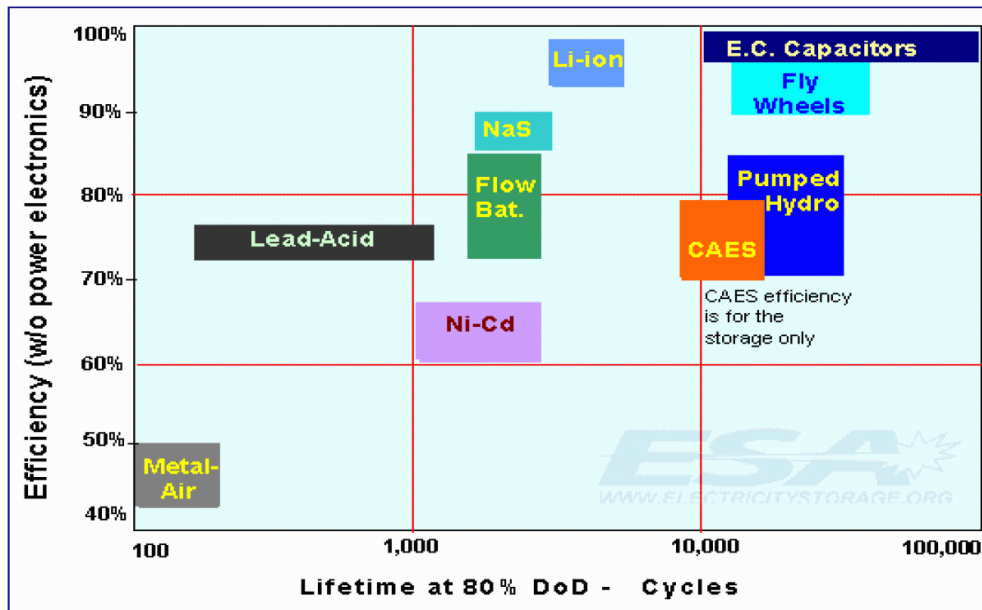 100%
90%
80%
70%
60%
50%
40%
Efficiency (w/o power electronics)
E.C. Capacitors
Li-ion
Fly
Wheels
NaS
Flow
Bat.
Pumped
Hydro
Lead-Acid
CAES
CAES efficiency
is for the
storage only
Ni-Cd
Metal-
Air
ESA
WWW.ELECTRICITYSTORAGE.ORG
100
1,000
10,000
100,000
Lifetime at 80% DoD - Cycles